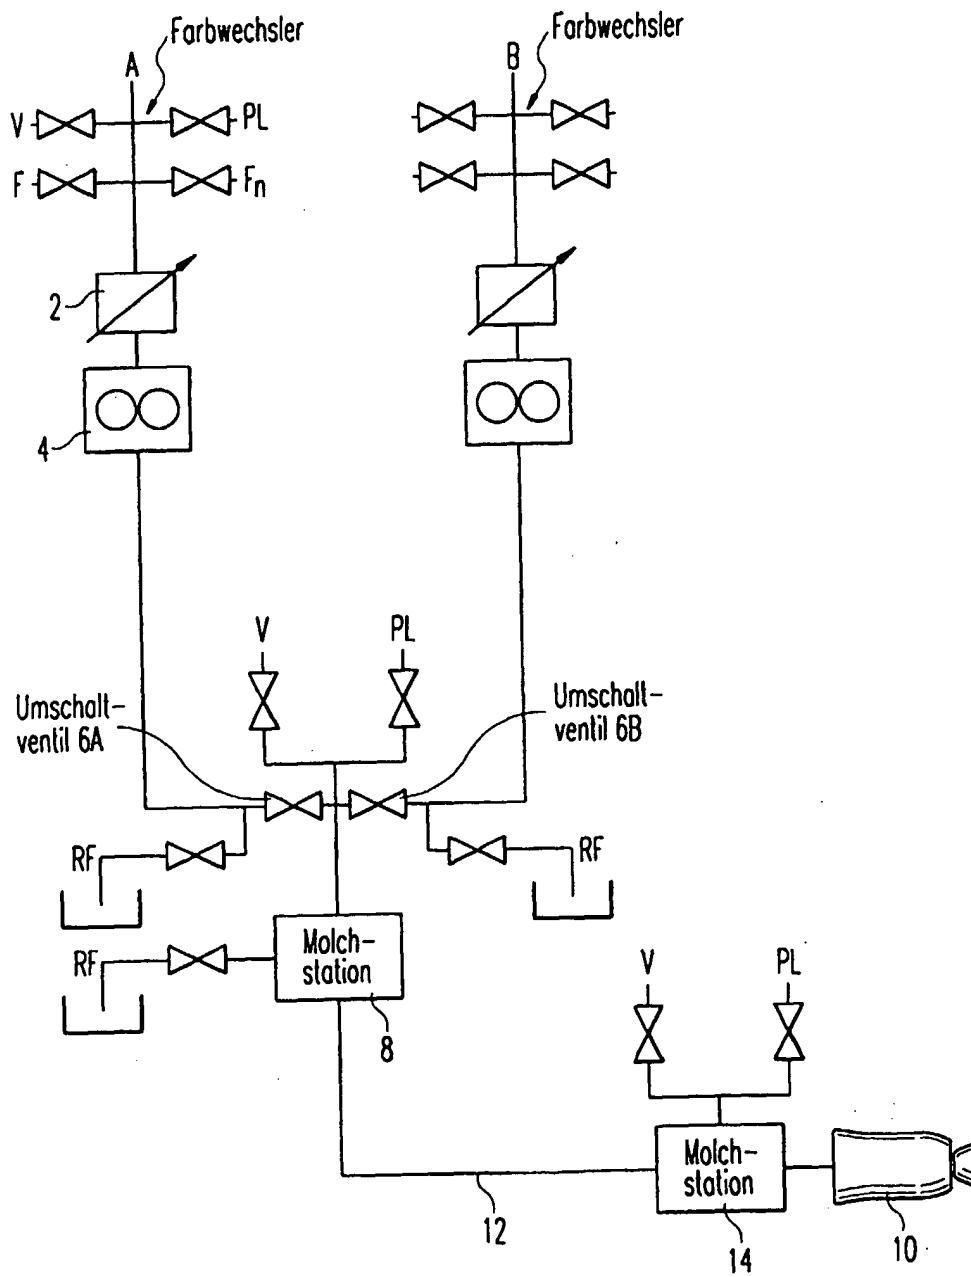 Farbwechsler
Farbwechsler
A
B
V
PL
F
Fn
2
4
V
PL
Umschalt-
ventil 6A
Umschalt-
ventil 6B
RF
RF
RF
Molch-
station
8
V
PL
Molch-
station
12
14
10